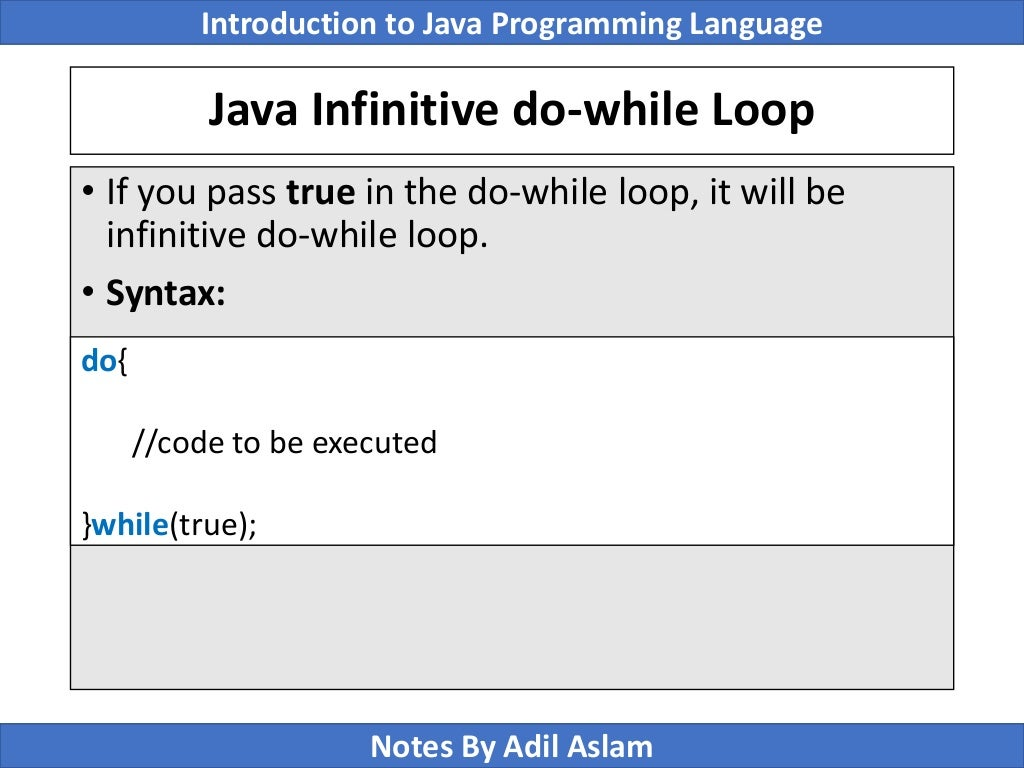 Introduction to Java Programming Language
Java Infinitive do-while Loop
• If you pass true in the do-while loop, it will be
infinitive do-while loop.
• Syntax:
do{
//code to be executed
}while(true);
Notes By Adil Aslam